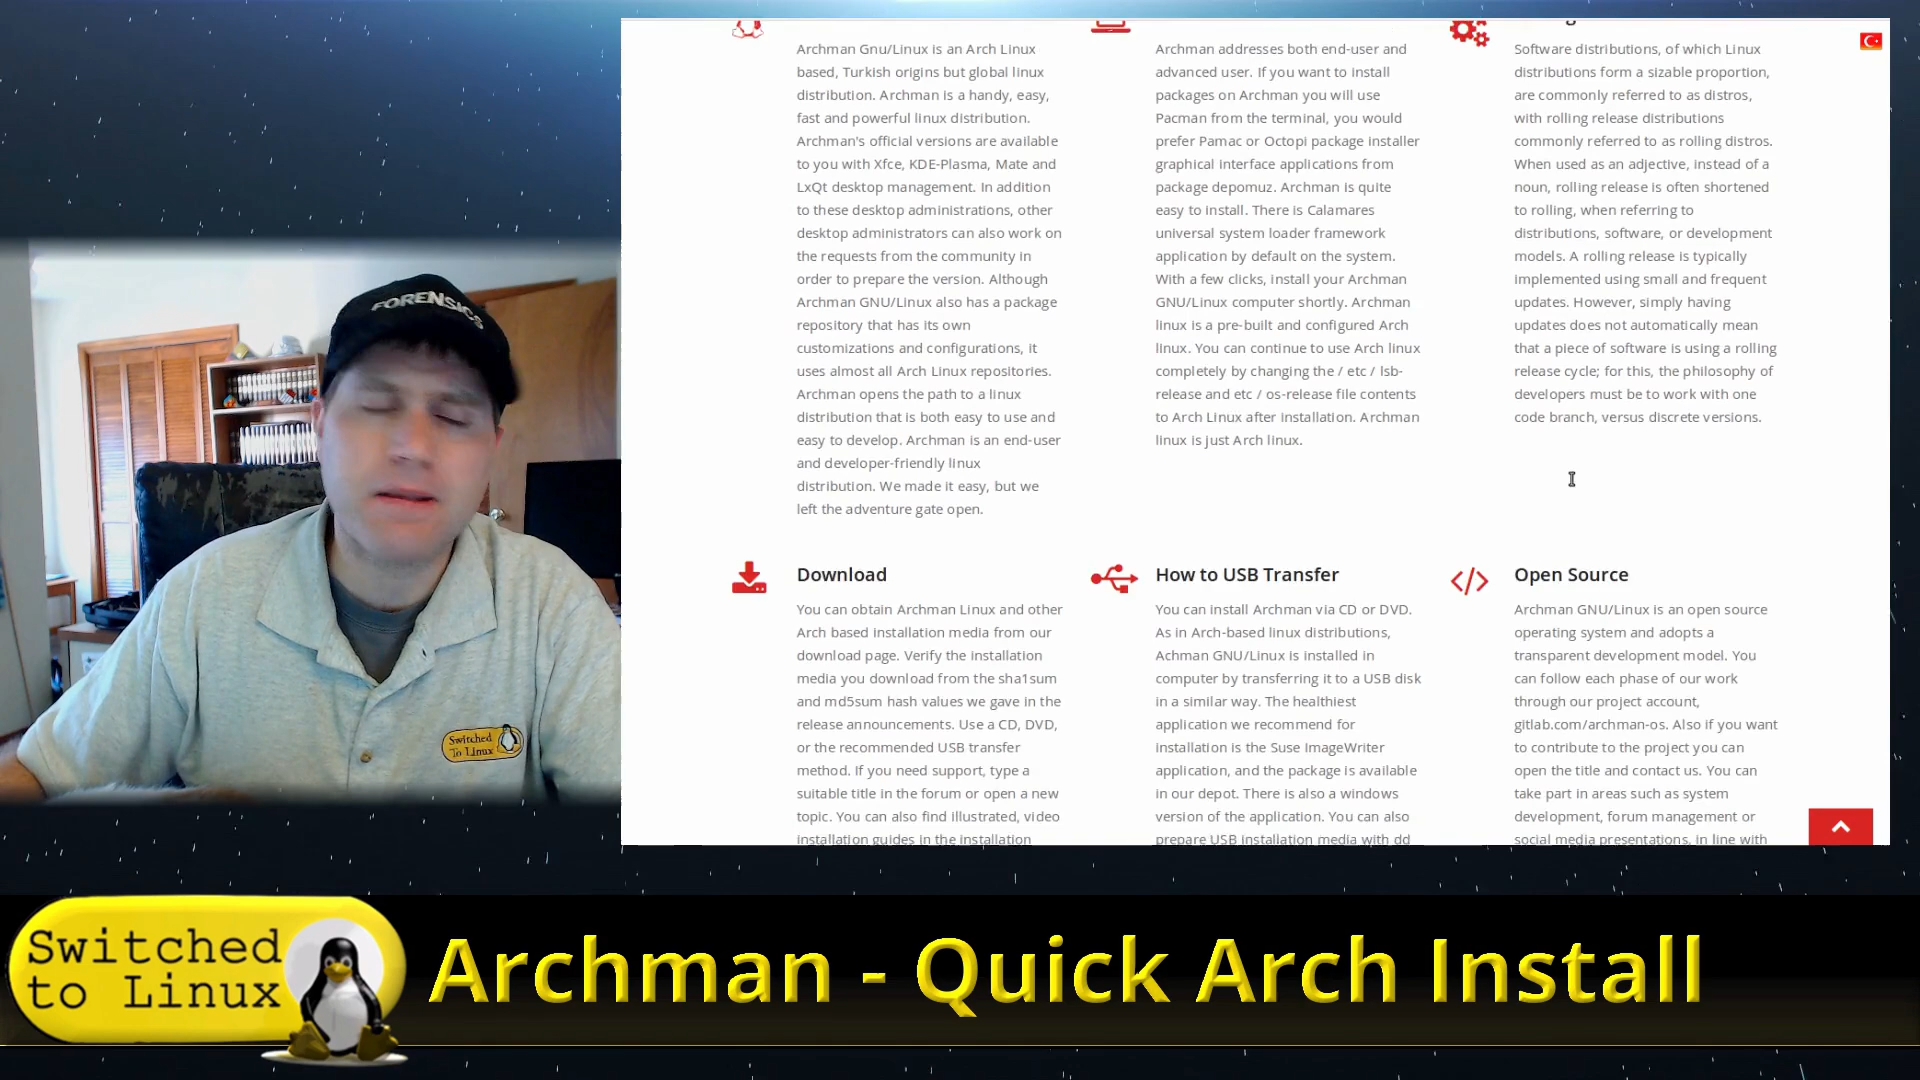 Archman Gnu/Linux is an Arch Linux
based, Turkish origins but global linux
distribution. Archman is a handy, easy,
fast and powerful linux distribution.
Archman's official versions are available
to you with Xfce, KDE-Plasma, Mate and
LxQt desktop management. In addition
to these desktop administrations, other
desktop administrators can also work on
the requests from the community in
order to prepare the version. Although
Archman GNU/Linux also has a package
repository that has its own
customizations and configurations, it
uses almost all Arch Linux repositories.
Archman opens the path to a linux
distribution that is both easy to use and
easy to develop. Archman is an end-user
and developer-friendly linux
distribution. We made it easy, but we
left the adventure gate open.
Archman addresses both end-user and
advanced user. If you want to install
packages on Archman you will use
Pacman from the terminal, you would
prefer Pamac or Octopi package installer
graphical interface applications from
package depomuz. Archman is quite
easy to install. There is Calamares
universal system loader framework
application by default on the system.
With a few clicks, install your Archman
GNU/Linux computer shortly. Archman
linux is a pre-built and configured Arch
linux. You can continue to use Arch linux
completely by changing the / etc / lsb-
release and etc / os-release file contents
to Arch Linux after installation. Archman
linux is just Arch linux.
Software distributions, of which Linux
distributions form a sizable proportion,
are commonly referred to as distros,
with rolling release distributions
commonly referred to as rolling distros.
When used as an adjective, instead of a
noun, rolling release is often shortened
to rolling, when referring to
distributions, software, or development
models. A rolling release is typically
implemented using small and frequent
updates. However, simply having
updates does not automatically mean
that a piece of software is using a rolling
release cycle; for this, the philosophy of
developers must be to work with one
code branch, versus discrete versions.
Download
You can obtain Archman Linux and other
Arch based installation media from our
download page. Verify the installation
media you download from the sha1sum
and md5sum hash values we gave in the
release announcements. Use a CD, DVD,
or the recommended USB transfer
method. If you need support, type a
suitable title in the forum or open a new
topic. You can also find illustrated, video
installation guides in the installation
How to USB Transfer
You can install Archman via CD or DVD.
As in Arch-based linux distributions,
Achman GNU/Linux is installed in
computer by transferring it to a USB disk
in a similar way. The healthiest
application we recommend for
installation is the Suse ImageWriter
application, and the package is available
in our depot. There is also a windows
version of the application. You can also
prepare USB installation media with dd
Open Source
Archman GNU/Linux is an open source
operating system and adopts a
transparent development model. You
can follow each phase of our work
through our project account,
gitlab.com/archman-os. Also if you want
to contribute to the project you can
open the title and contact us. You can
take part in areas such as system
development, forum management or
social media presentations, in line with
FORENSICS
Switched
To Linux
Switched
to Linux
Archman - Quick Arch Install